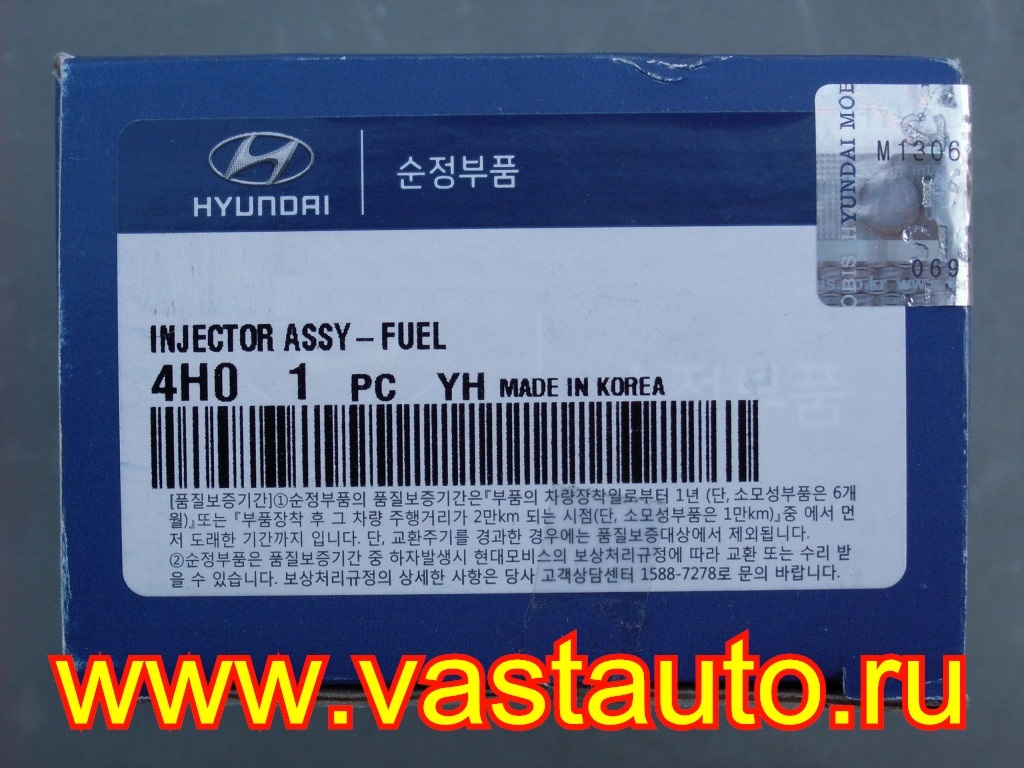 HYUNDAI
순정부품
OBIS HYUNDAI MOB
M1306
069
is.co.kr www
INJECTOR ASSY – FUEL
4H0 1 PC YH MADE IN KOREA
[품질보증기간]①순정부품의 품질보증기간은『부품의 차량장착일로부터 1년 (단, 소모성부품은 6개
월)』또는 『부품장착 후 그 차량 주행거리가 2만km 되는 시점(단, 소모성부품은 1만km)』중 에서 먼
저 도래한 기간까지 입니다. 단, 교환주기를 경과한 경우에는 품질보증대상에서 제외됩니다.
②순정부품은 품질보증기간 중 하자발생시 현대모비스의 보상처리규정에 따라 교환 또는 수리 받
을 수 있습니다. 보상처리규정의 상세한 사항은 당사 고객상담센터 1588-7278로 문의 바랍니다.
www.vastauto.ru